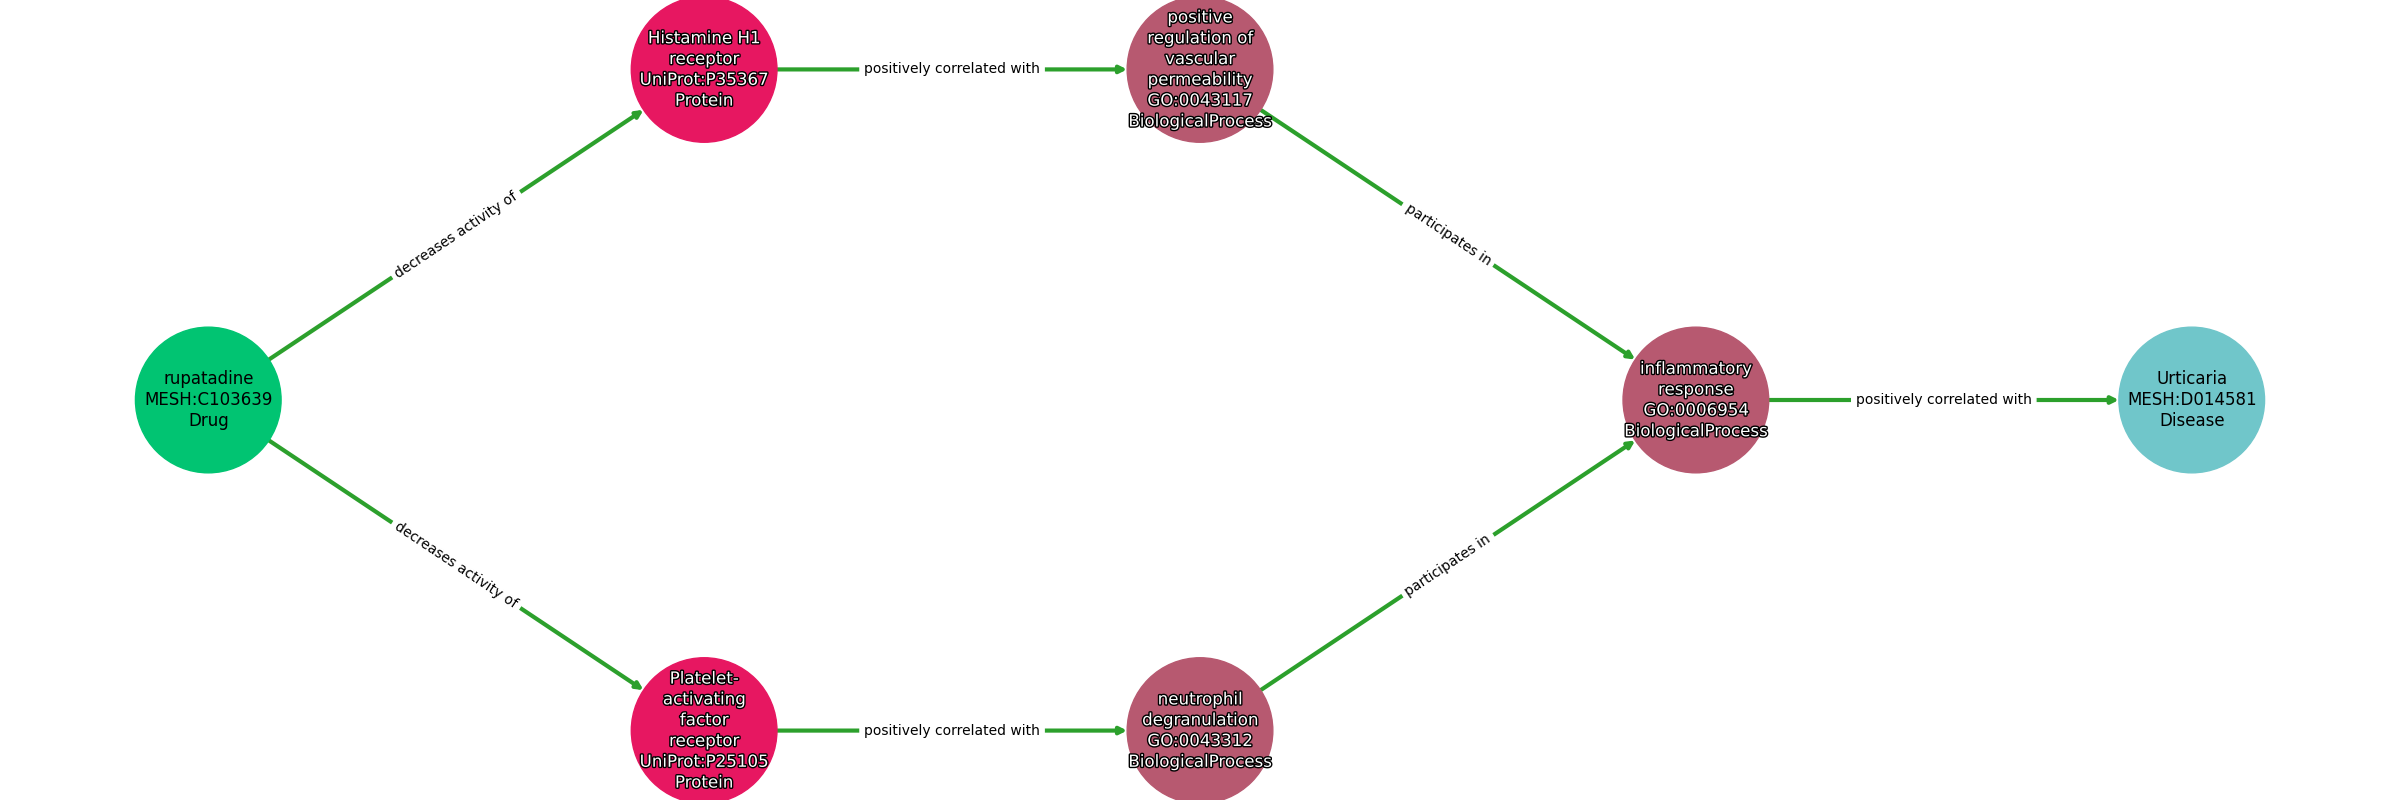 Histamine H1
receptor
UniProt:P35367
Protein
positively correlated with
positive
regulation of
vascular
permeability
GO:0043117
BiologicalProcess
decreases activity of
participates in
rupatadine
MESH:C103639
Drug
inflammatory
response
GO:0006954
BiologicalProcess
positively correlated with
Urticaria
MESH:D014581
Disease
decreases activity of
participates in
Platelet-
activating
factor
receptor
UniProt:P25105
Protein
positively correlated with
neutrophil
degranulation
GO:0043312
BiologicalProcess